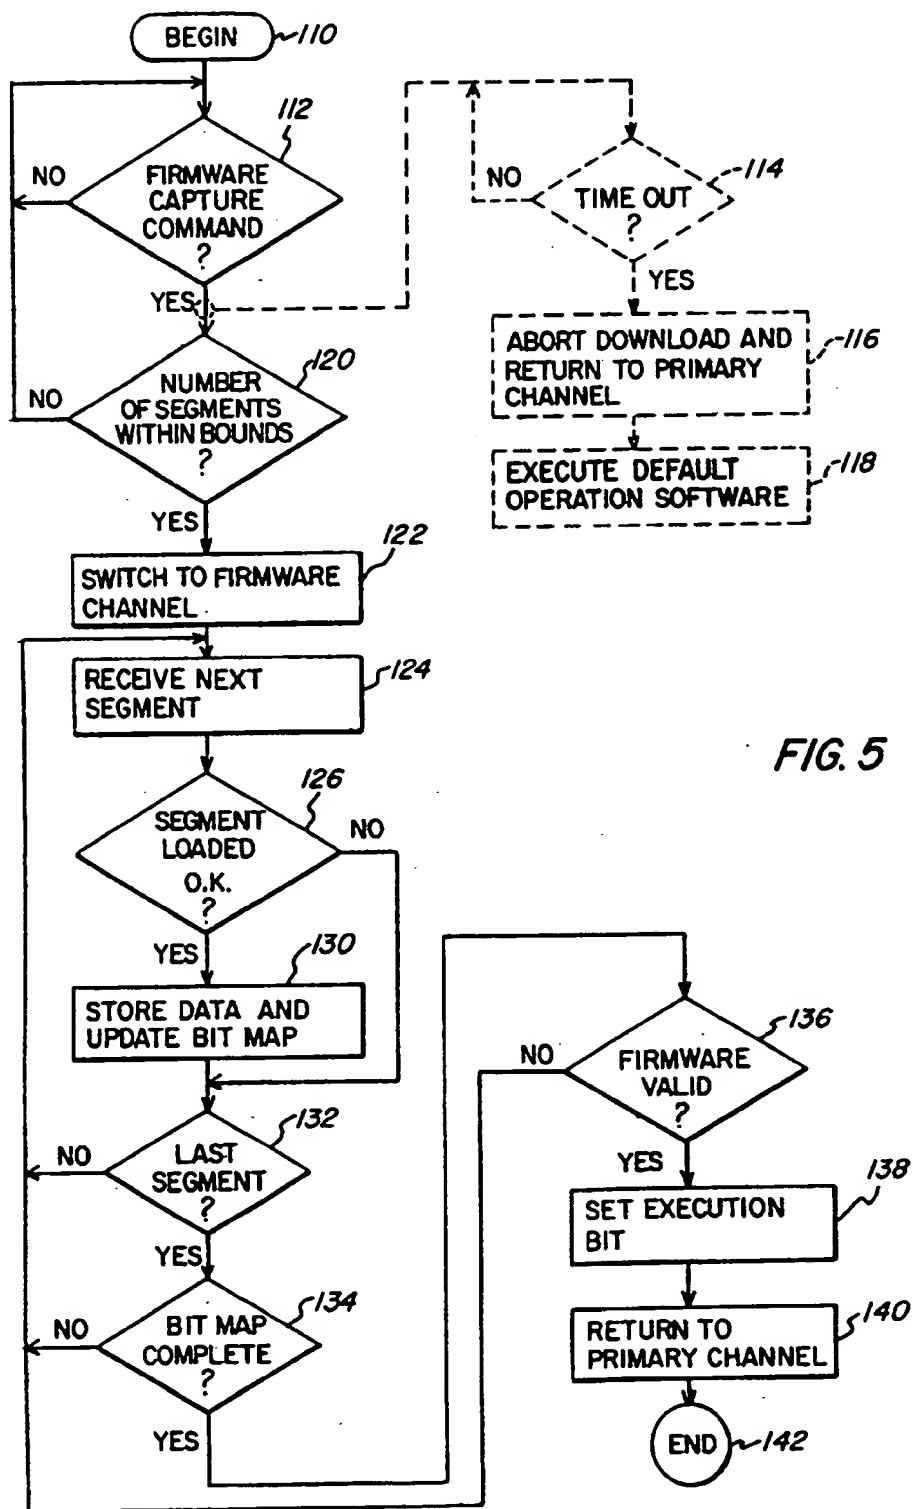 BEGIN
110
112
FIRMWARE
CAPTURE
COMMAND
?
NO
YES
114
TIME OUT
?
NO
YES
ABORT DOWNLOAD AND
RETURN TO PRIMARY
CHANNEL
116
EXECUTE DEFAULT
OPERATION SOFTWARE
118
120
NUMBER
OF SEGMENTS
WITHIN BOUNDS
?
NO
YES
122
SWITCH TO FIRMWARE
CHANNEL
RECEIVE NEXT
SEGMENT
124
FIG. 5
126
SEGMENT
LOADED
O.K.
?
NO
YES
130
STORE DATA AND
UPDATE BIT MAP
132
LAST
SEGMENT
?
NO
YES
134
BIT MAP
COMPLETE
?
NO
YES
136
FIRMWARE
VALID
?
NO
YES
138
SET EXECUTION
BIT
140
RETURN TO
PRIMARY CHANNEL
END
142